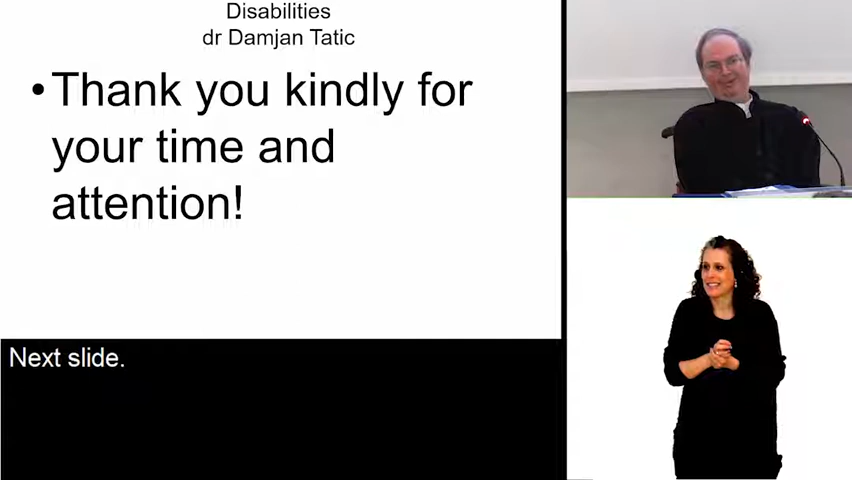 Disabilities
dr Damjan Tatic
•Thank you kindly for
your time and
attention!
Next slide.